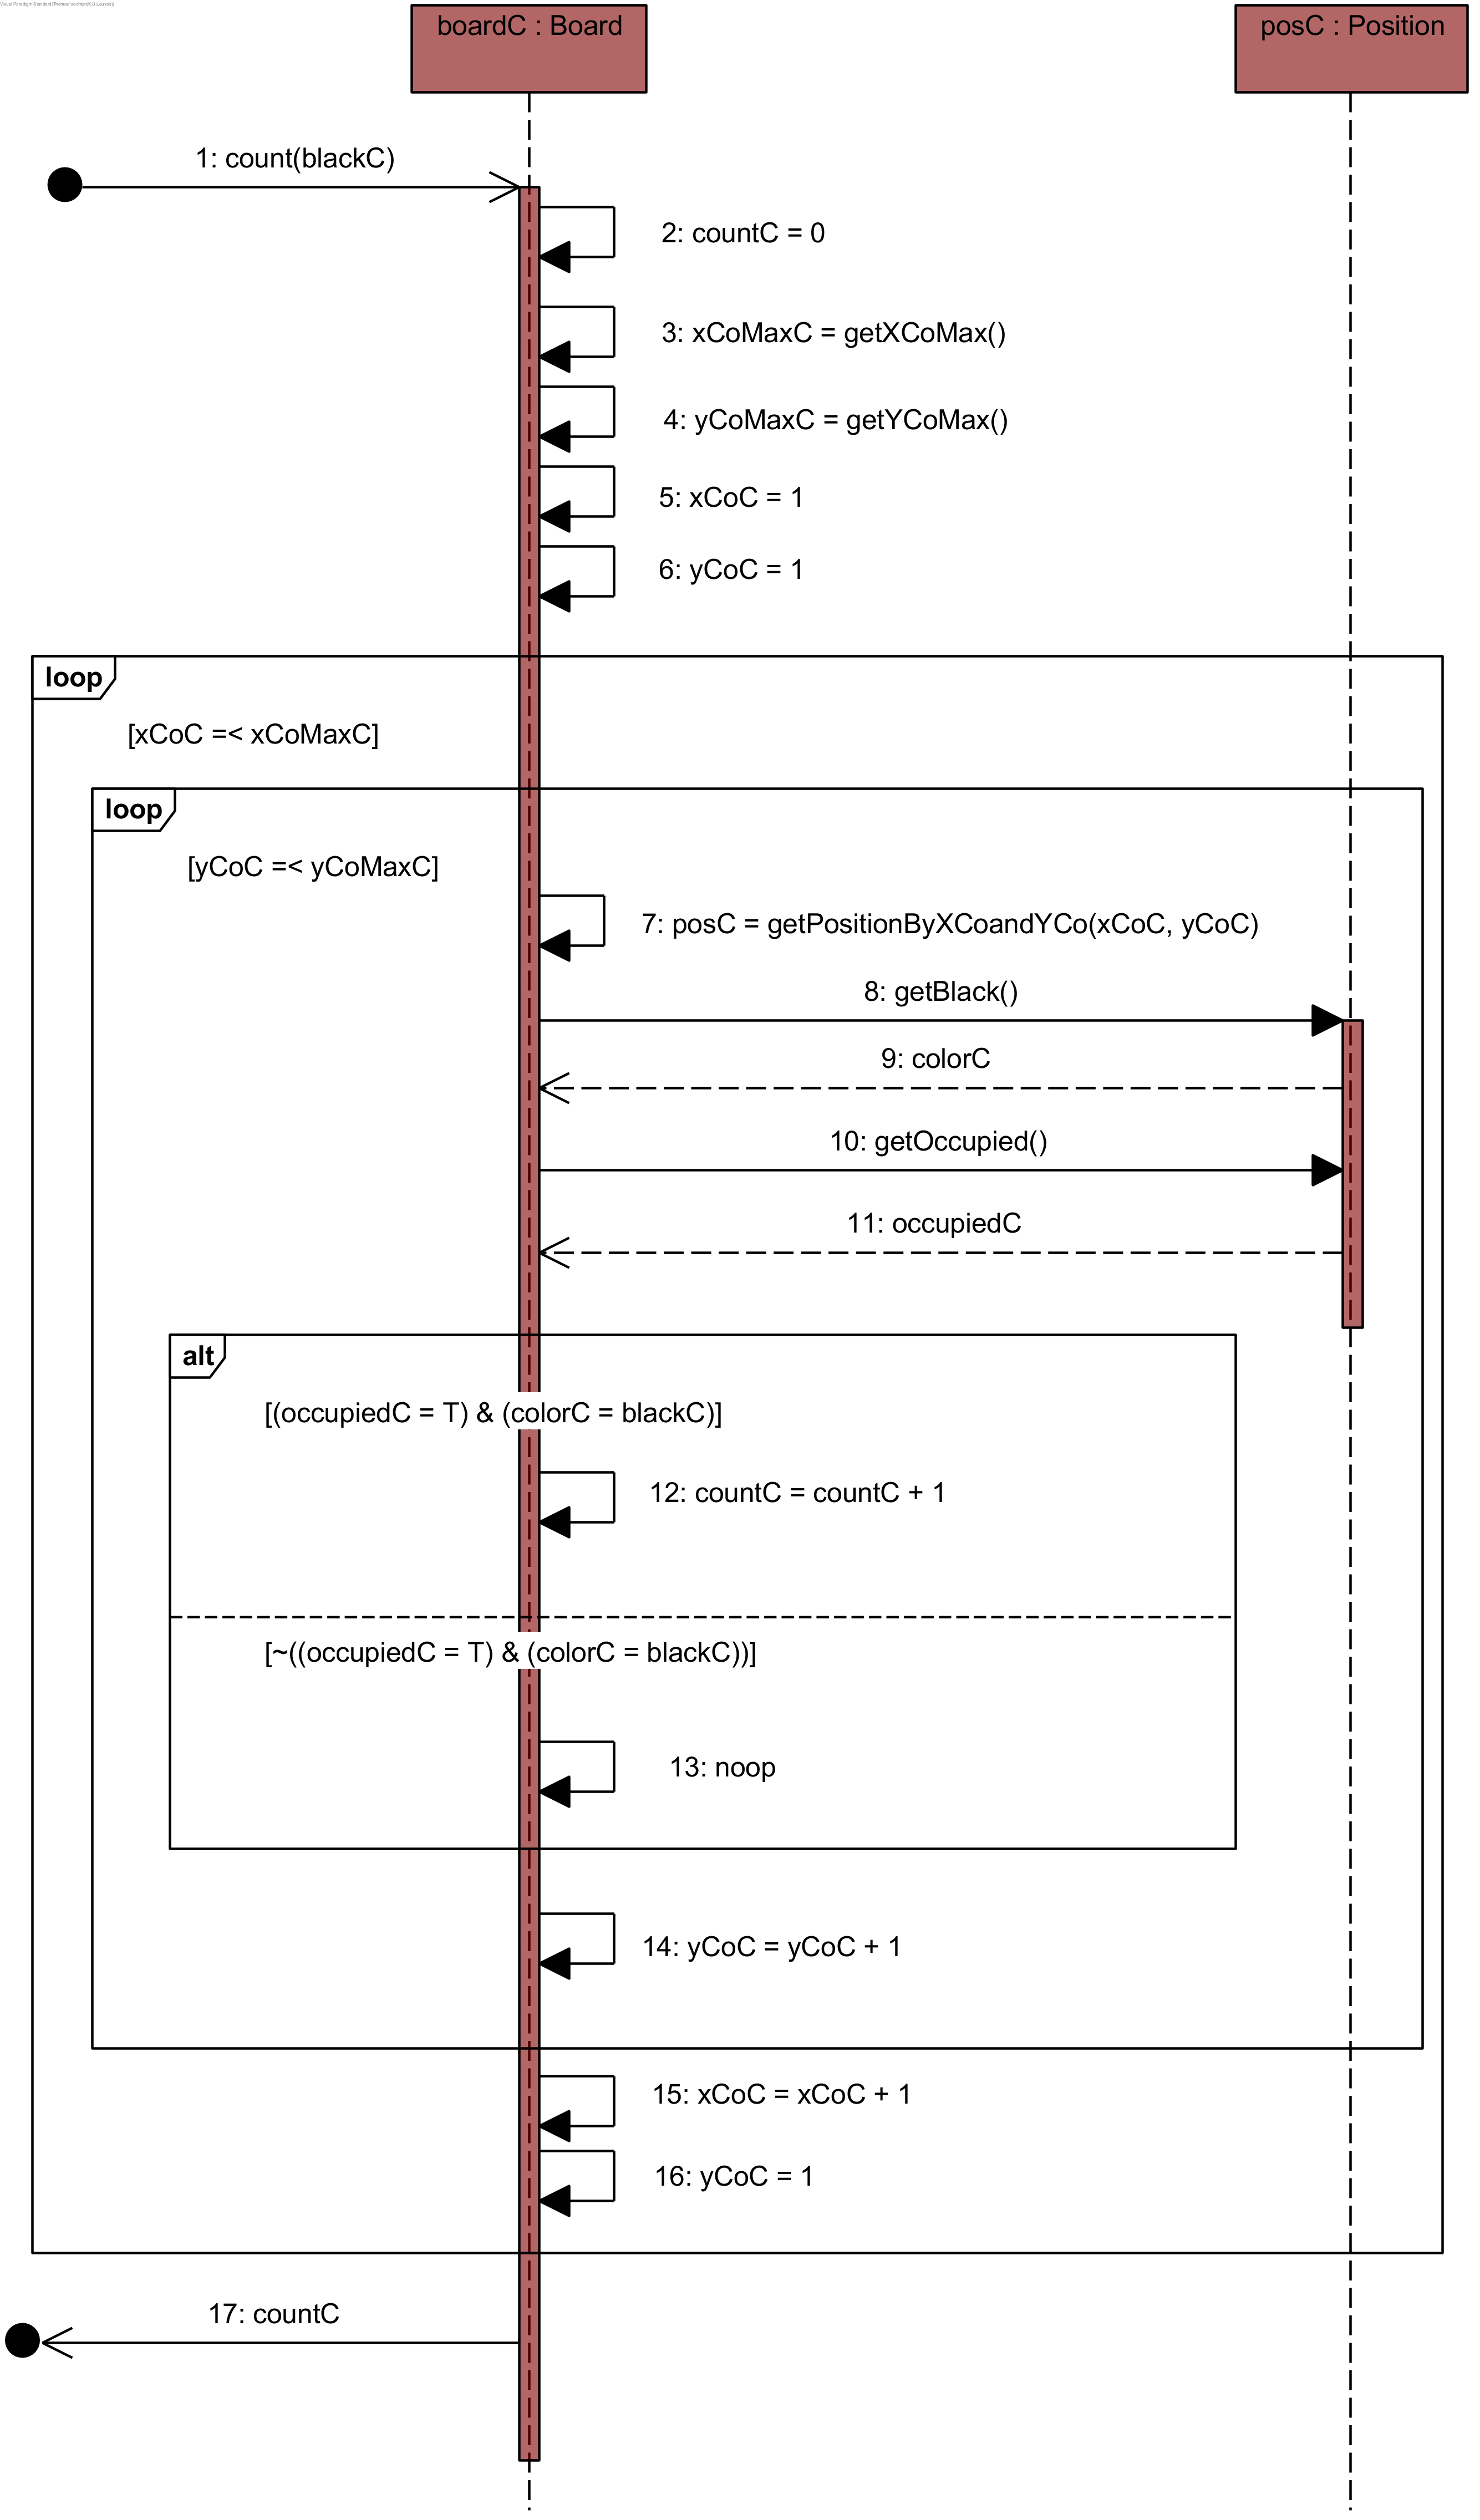 Visual Paradigm Standard(Thomas Vochten(K.U.Leuven))
boardC : Board
posC : Position
1: count(blackC)
2: countC = 0
3: xCoMaxC = getXCoMax()
4: yCoMaxC = getYCoMax()
5: xCoC = 1
6: yCoC = 1
loop
[xCoC =< xCoMaxC]
loop
[yCoC =< yCoMaxC]
7: posC = getPositionByXCoandYCo(xCoC, yCoC)
8: getBlack()
9: colorC
10: getOccupied()
11: occupiedC
alt
[(occupiedC = T) & (colorC = blackC)]
12: countC = countC + 1
[~((occupiedC = T) & (colorC = blackC))]
13: noop
14: yCoC = yCoC + 1
15: xCoC = xCoC + 1
16: yCoC = 1
17: countC